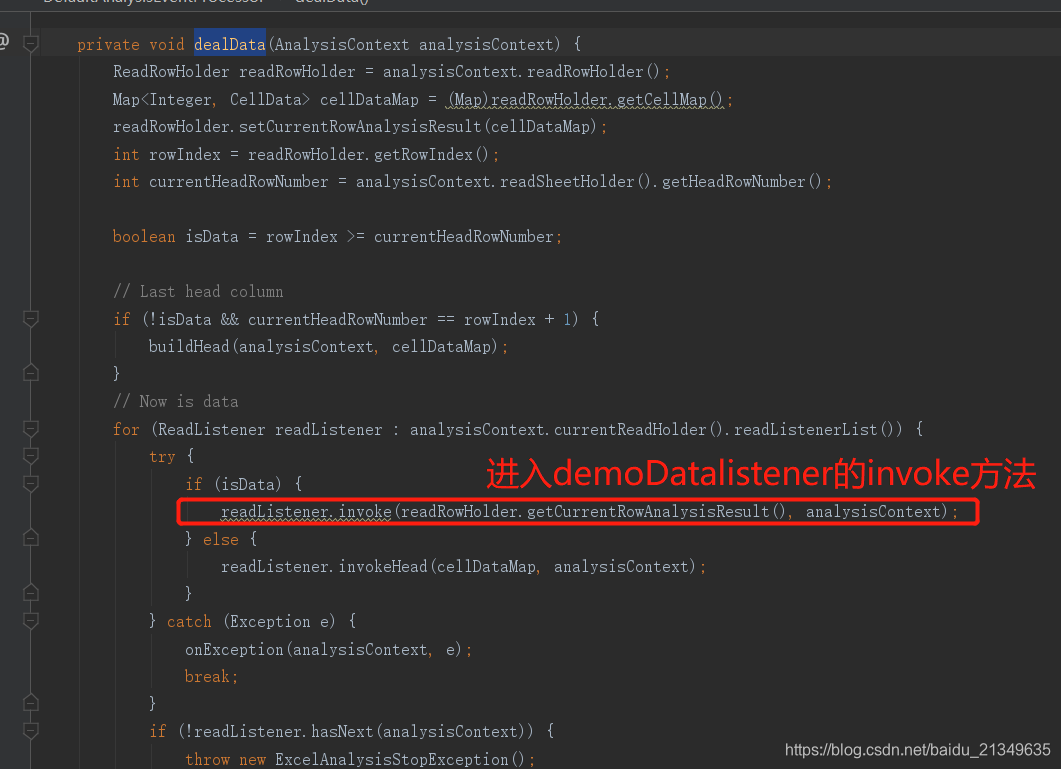 private void dealData(AnalysisContext analysisContext) {
ReadRowHolder readRowHolder = analysisContext.readRowHolder();
Map<Integer, CellData> cellDataMap = (Map)readRowHolder.getCellMap();
readRowHolder.setCurrentRowAnalysisResult(cellDataMap);
int rowIndex = readRowHolder.getRowIndex();
int currentHeadRowNumber = analysisContext.readSheetHolder().getHeadRowNumber();
boolean isData = rowIndex >= currentHeadRowNumber;
// Last head column
if (!isData && currentHeadRowNumber == rowIndex + 1) {
buildHead(analysisContext, cellDataMap);
}
// Now is data
for (ReadListener readListener : analysisContext.currentReadHolder().readListenerList()) {
try {
进入demoDatalistener的invoke方法
if (isData) {
readListener.invoke(readRowHolder.getCurrentRowAnalysisResult(), analysisContext);
} else {
readListener.invokeHead(cellDataMap, analysisContext);
}
} catch (Exception e) {
onException(analysisContext, e);
break;
}
if (!readListener.hasNext(analysisContext)) {
throw new ExcelAnalysisStopException();
https://blog.csdn.net/baidu_21349635